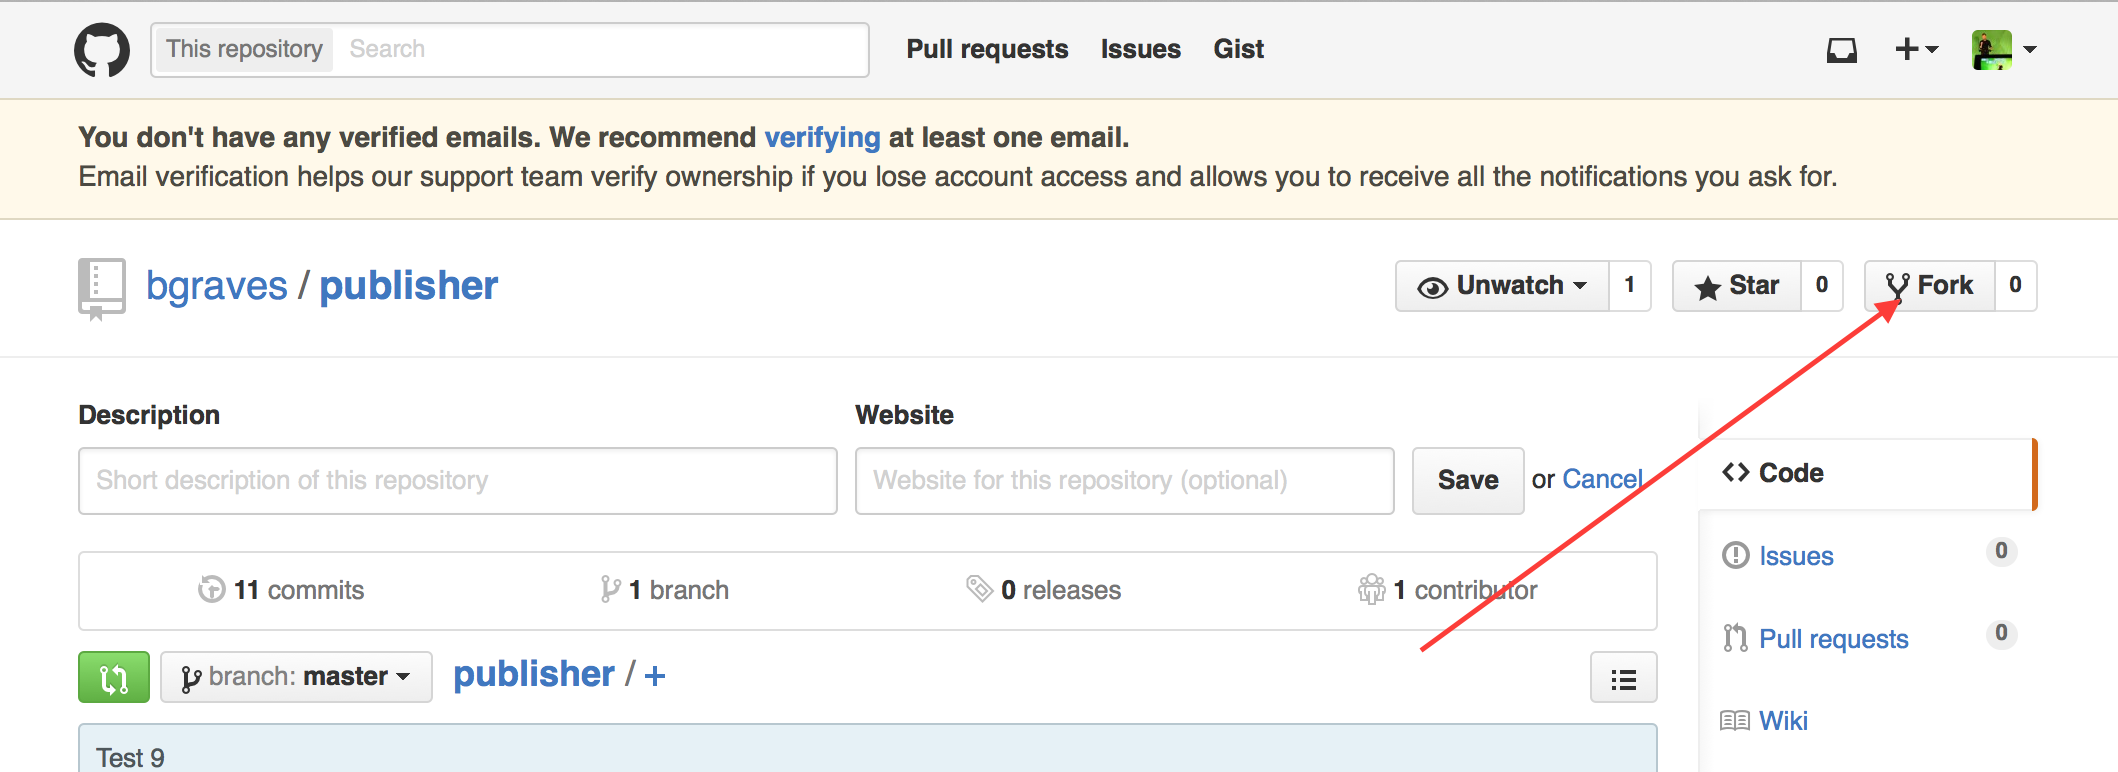 This repository Search Pull requests Issues Gist
You don't have any verified emails. We recommend verifying at least one email.
Email verification helps our support team verify ownership if you lose account access and allows you to receive all the notifications you ask for.
bgraves / publisher Unwatch 1 Star 0 Fork 0
Description Website
Short description of this repository Website for this repository (optional) Save or Cancel
Code
Issues 0
11 commits 1 branch 0 releases 1 contributor
Pull requests 0
branch: master publisher / +
Wiki
Test 9